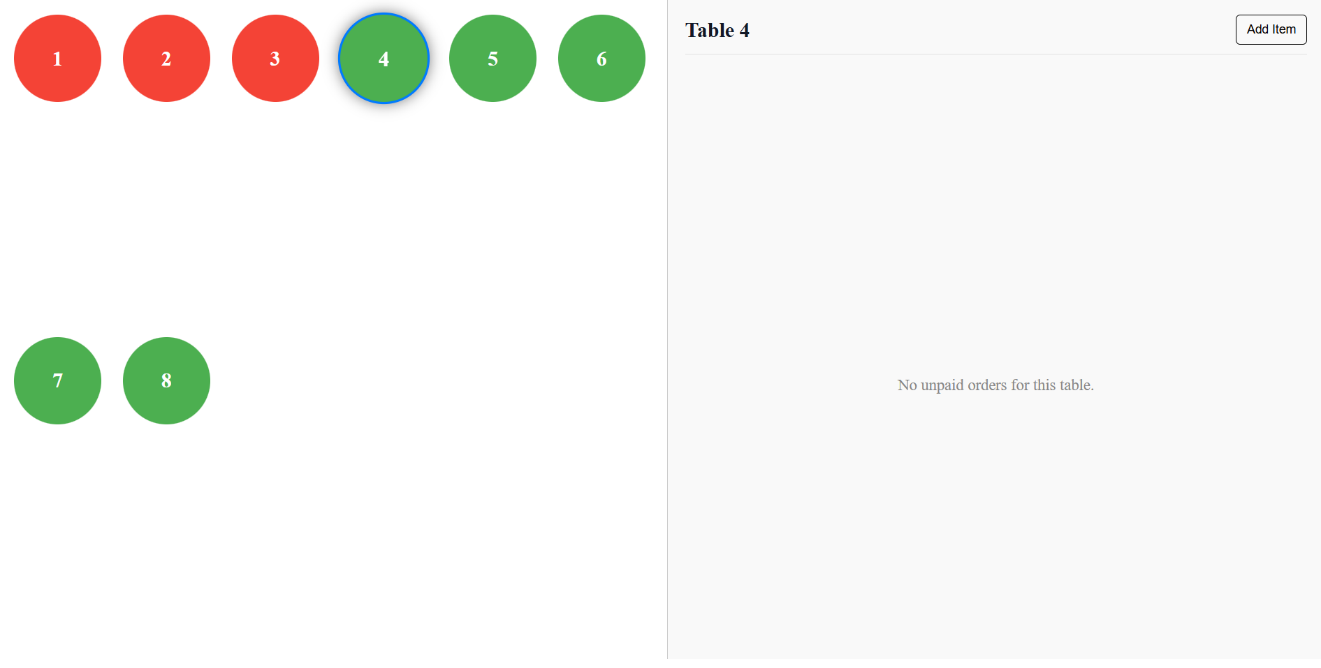 1 2 3 4 5 6
7 8
Table 4
Add Item
No unpaid orders for this table.